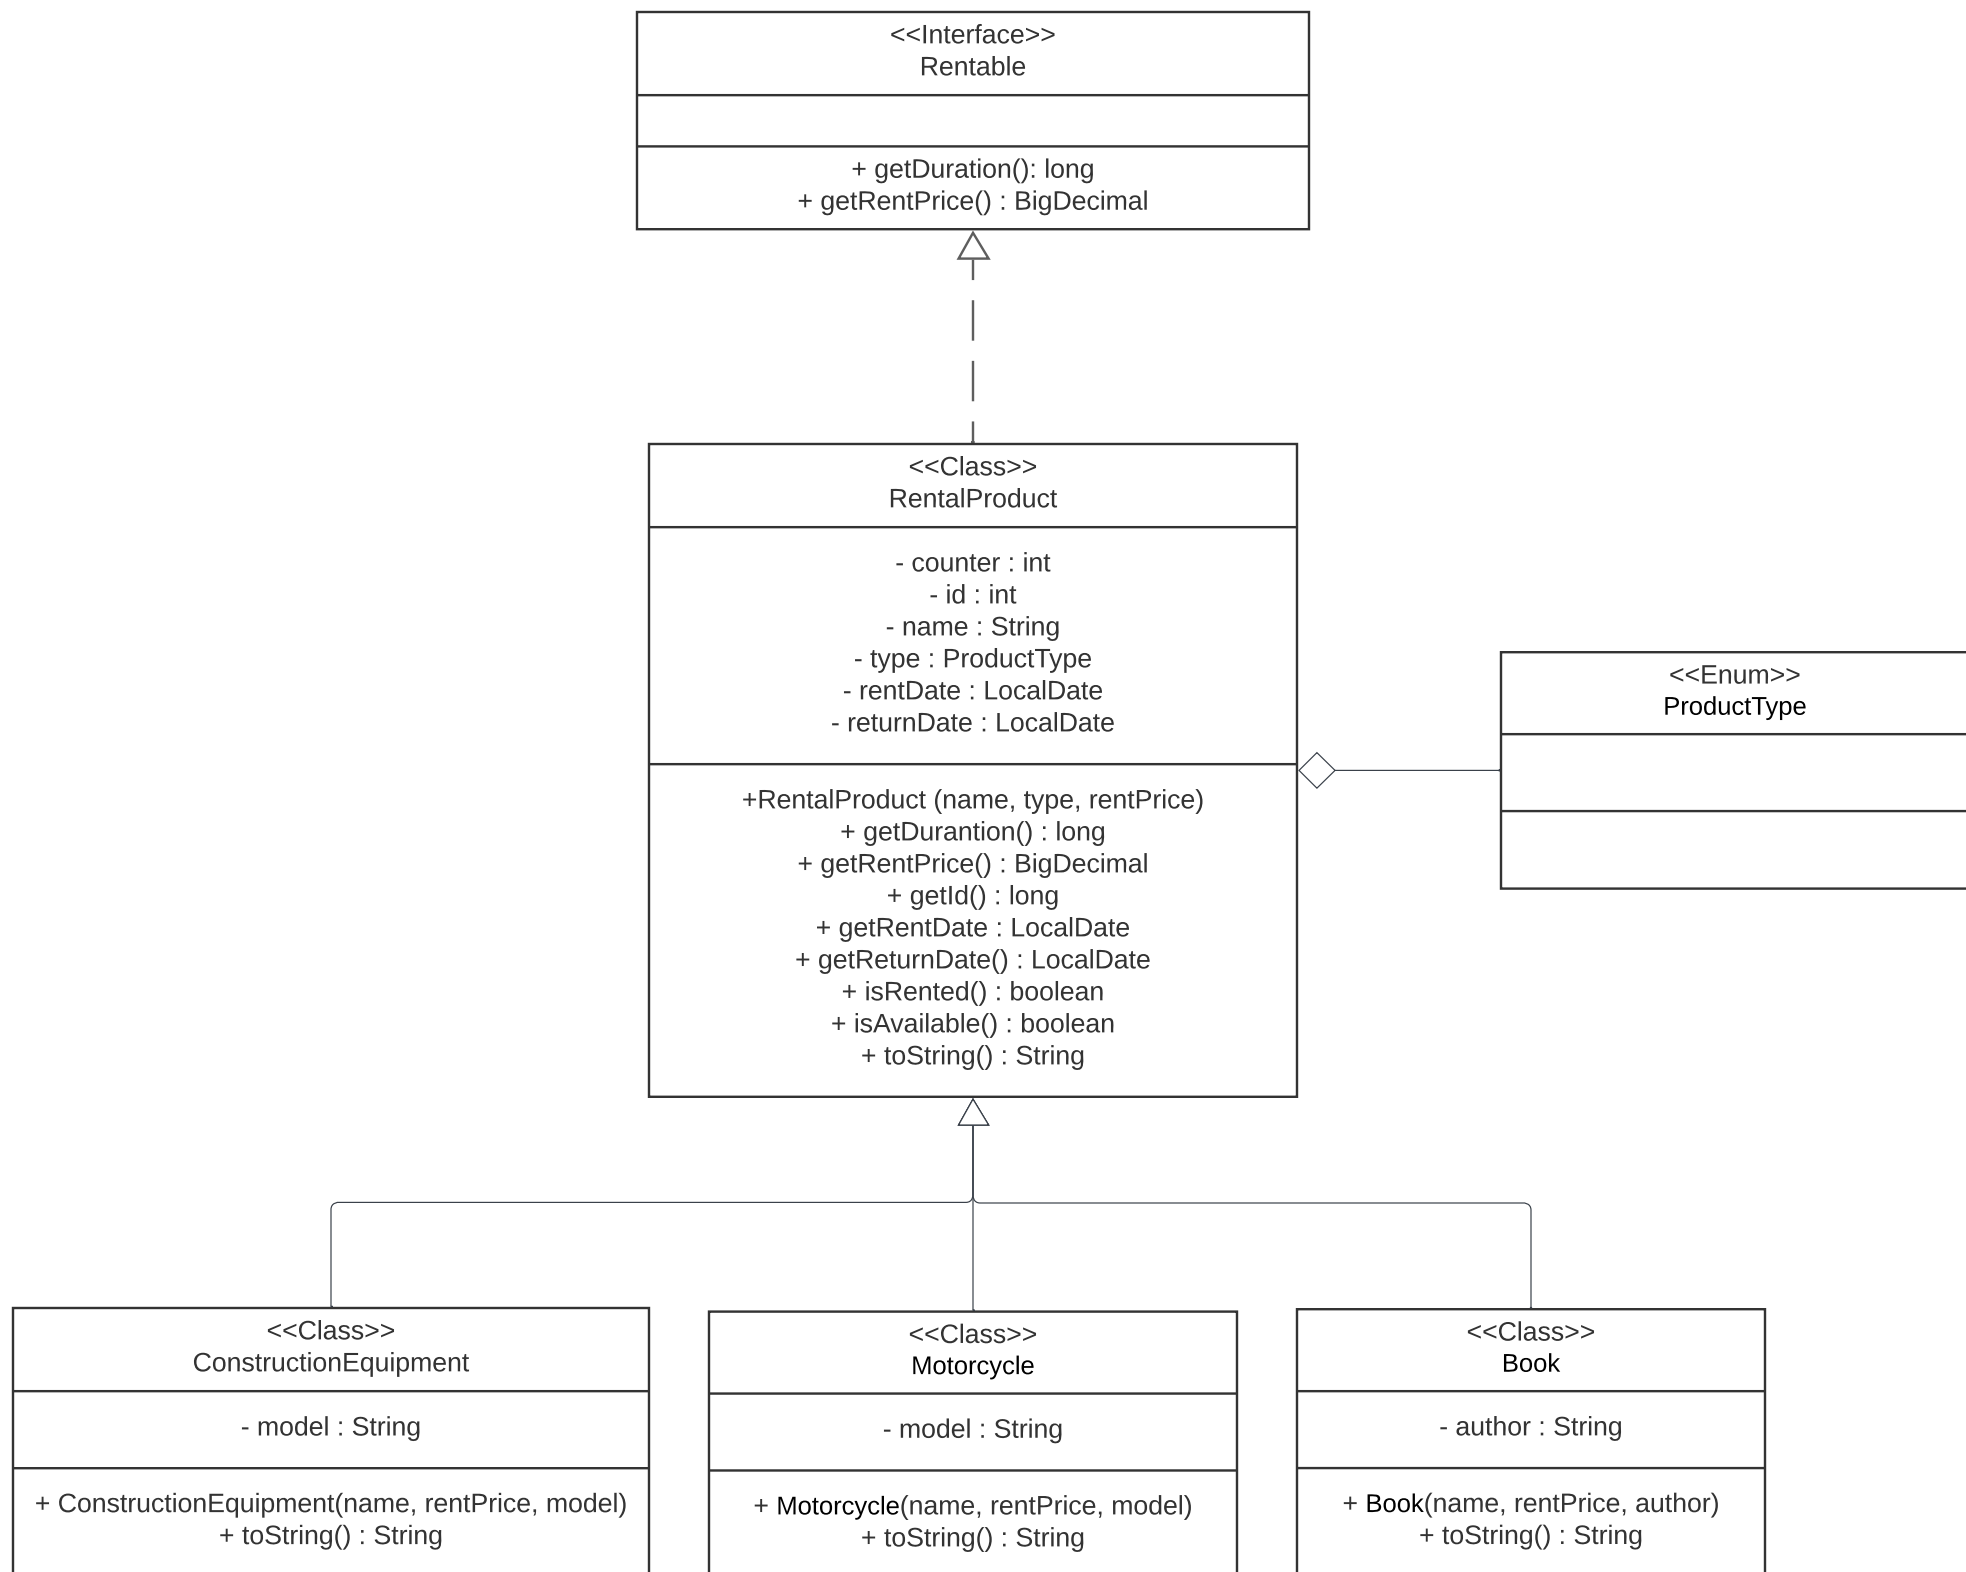 <<Interface>>
Rentable
+ getDuration(): long
+ getRentPrice() : BigDecimal
<<Class>>
RentalProduct
- counter : int
- id : int
- name : String
- type : ProductType
- rentDate : LocalDate
- returnDate : LocalDate
+RentalProduct (name, type, rentPrice)
+ getDurantion() : long
+ getRentPrice() : BigDecimal
+ getId() : long
+ getRentDate : LocalDate
+ getReturnDate() : LocalDate
+ isRented() : boolean
+ isAvailable() : boolean
+ toString() : String
<<Enum>>
ProductType
<<Class>>
ConstructionEquipment
- model : String
+ ConstructionEquipment(name, rentPrice, model)
+ toString() : String
<<Class>>
Motorcycle
- model : String
+ Motorcycle(name, rentPrice, model)
+ toString() : String
<<Class>>
Book
- author : String
+ Book(name, rentPrice, author)
+ toString() : String